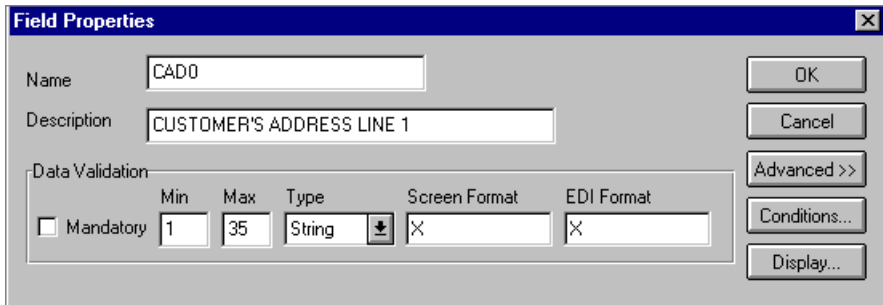 Field Properties
Name CAD0 OK
Description CUSTOMER'S ADDRESS LINE 1 Cancel
Data Validation Advanced >>
Min Max Type Screen Format EDI Format
Mandatory 1 35 String X X Conditions...
Display...